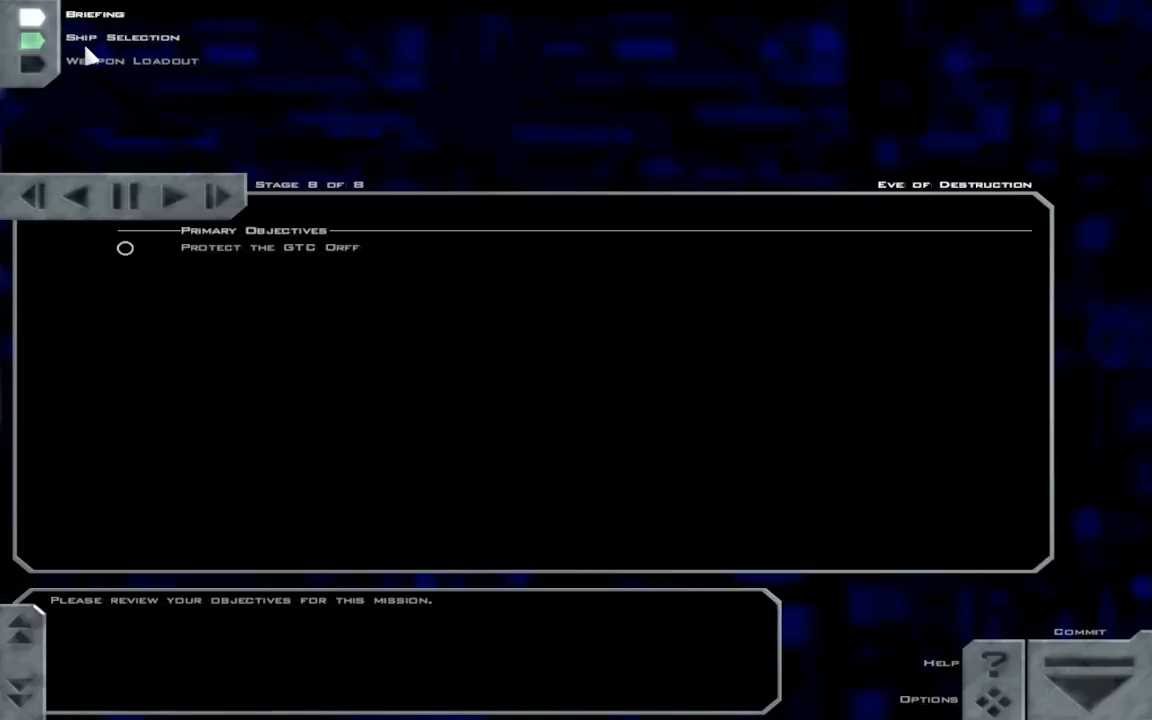 Briefing
Ship Selection
Weapon Loadout
Stage 8 of 8
Eve of Destruction
Primary Objectives
Protect the GTC Orff
Please review your objectives for this mission.
Commit
Help
Options